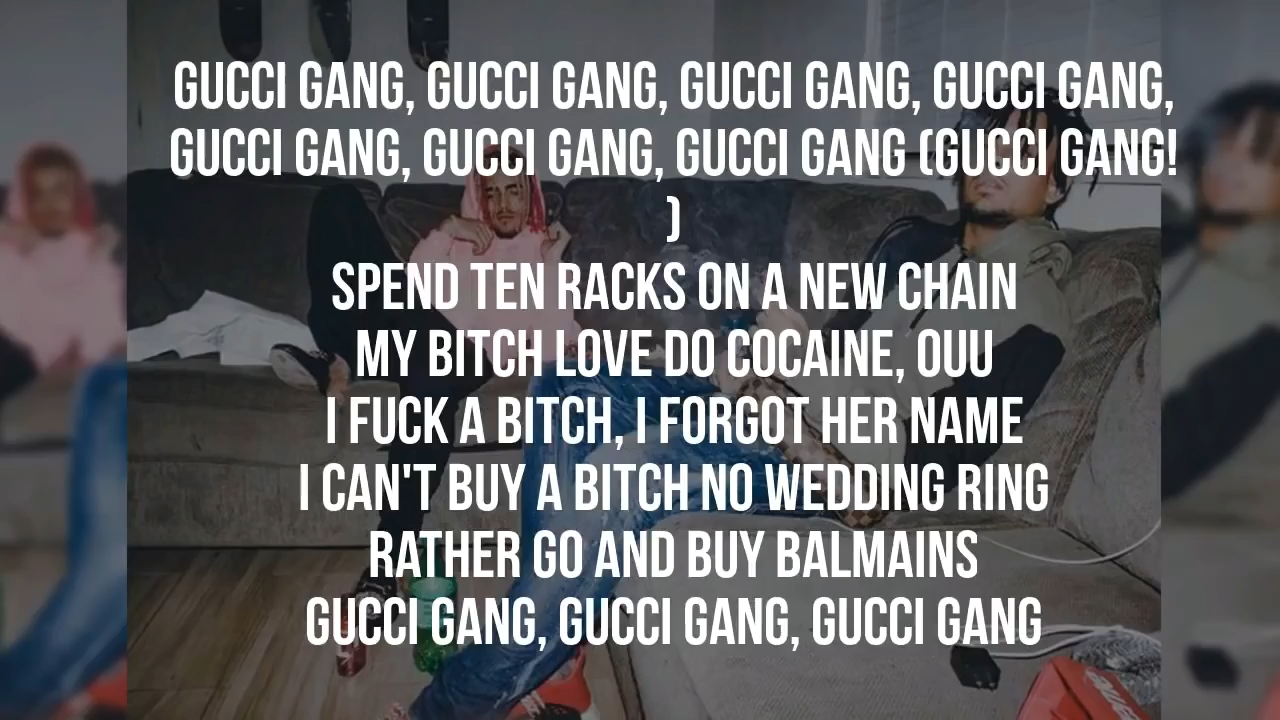 GUCCI GANG, GUCCI GANG, GUCCI GANG, GUCCI GANG,
GUCCI GANG, GUCCI GANG, GUCCI GANG (GUCCI GANG!
)
SPEND TEN RACKS ON A NEW CHAIN
MY BITCH LOVE DO COCAINE, OUU
I FUCK A BITCH, I FORGOT HER NAME
I CAN'T BUY A BITCH NO WEDDING RING
RATHER GO AND BUY BALMAINS
GUCCI GANG, GUCCI GANG, GUCCI GANG